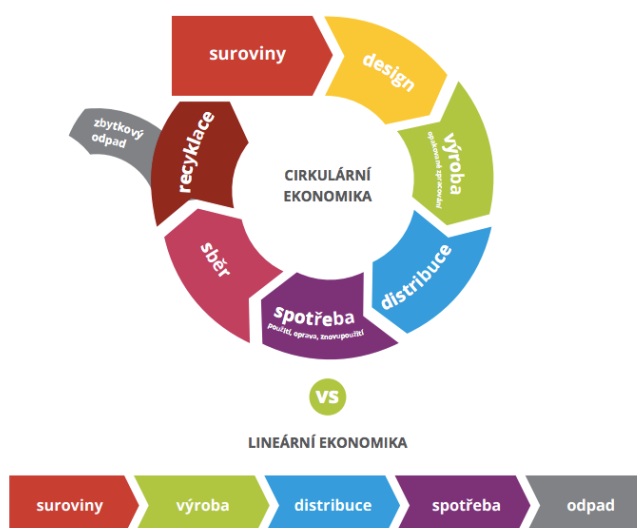 suroviny
design
výroba
opakované zpracování
distribuce
spotřeba
použití, oprava, znovupoužití
sběr
recyklace
zbytkový
odpad
CIRKULÁRNÍ
EKONOMIKA
VS
LINEÁRNÍ EKONOMIKA
suroviny
výroba
distribuce
spotřeba
odpad